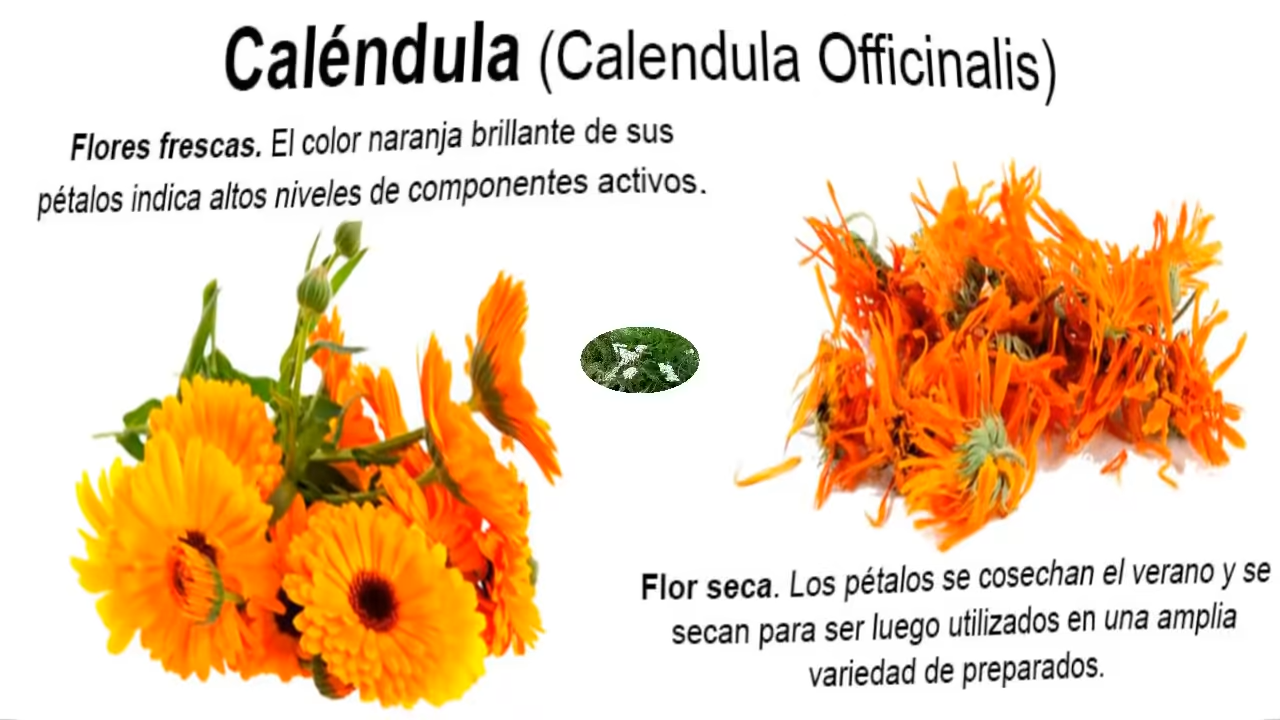 Caléndula (Calendula Officinalis)
Flores frescas. El color naranja brillante de sus
pétalos indica altos niveles de componentes activos.
Flor seca. Los pétalos se cosechan el verano y se
secan para ser luego utilizados en una amplia
variedad de preparados.